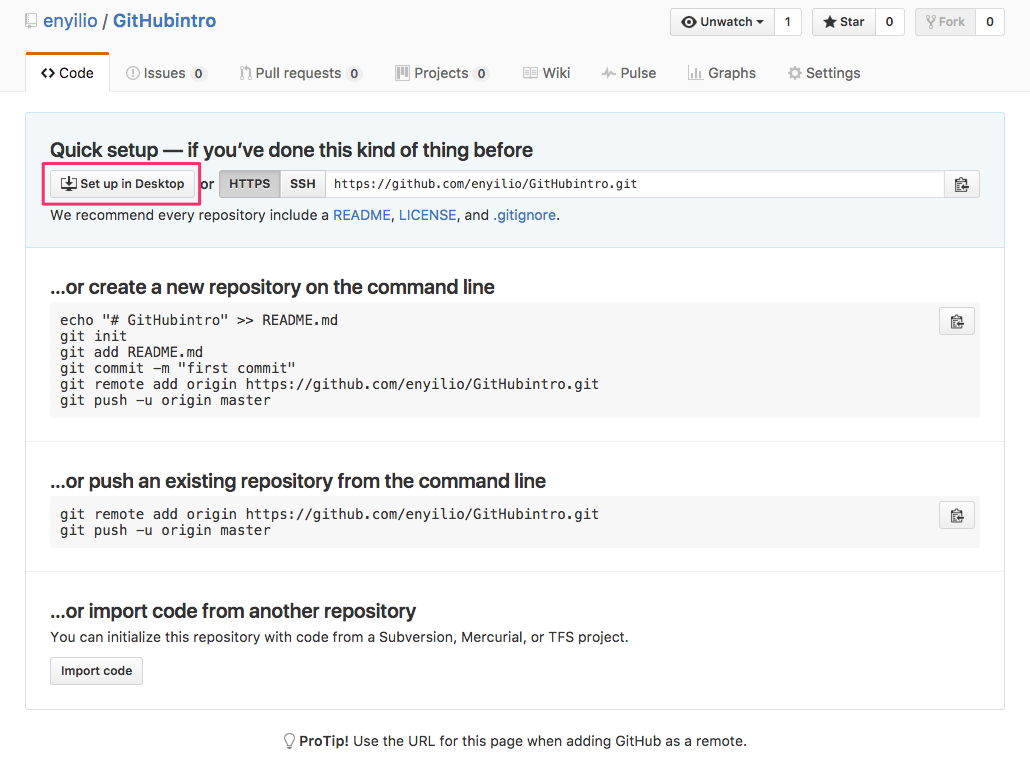 enyilio / GitHubintro
Unwatch 1 Star 0 Fork 0
Code Issues 0 Pull requests 0 Projects 0 Wiki Pulse Graphs Settings
Quick setup — if you’ve done this kind of thing before
Set up in Desktop or HTTPS SSH https://github.com/enyilio/GitHubintro.git
We recommend every repository include a README, LICENSE, and .gitignore.
…or create a new repository on the command line
echo "# GitHubintro" >> README.md
git init
git add README.md
git commit -m "first commit"
git remote add origin https://github.com/enyilio/GitHubintro.git
git push -u origin master
…or push an existing repository from the command line
git remote add origin https://github.com/enyilio/GitHubintro.git
git push -u origin master
…or import code from another repository
You can initialize this repository with code from a Subversion, Mercurial, or TFS project.
Import code
ProTip! Use the URL for this page when adding GitHub as a remote.